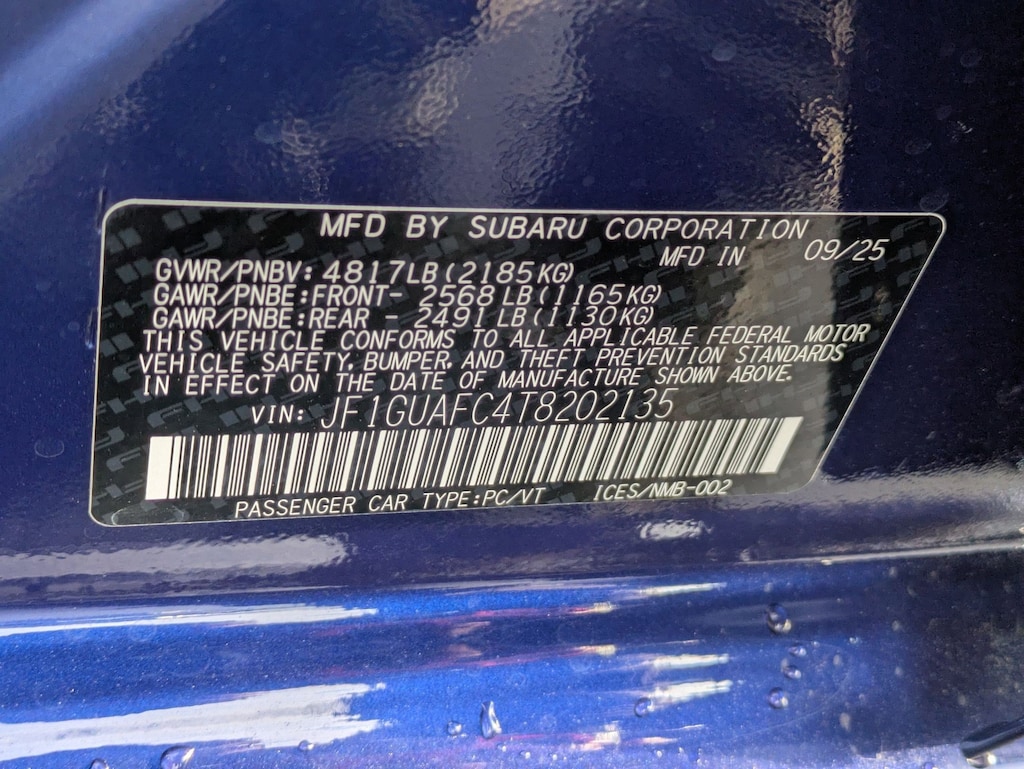 MFD BY SUBARU CORPORATION
MFD IN 09/25
GVWR/PNBV: 4817LB(2185KG)
GAWR/PNBE:FRONT- 2568LB(1165KG)
GAWR/PNBE:REAR - 2491LB(1130KG)
THIS VEHICLE CONFORMS TO ALL APPLICABLE FEDERAL MOTOR
VEHICLE SAFETY, BUMPER, AND THEFT PREVENTION STANDARDS
IN EFFECT ON THE DATE OF MANUFACTURE SHOWN ABOVE.
VIN: JF1GUAFC4T8202135
PASSENGER CAR TYPE:PC/VT ICES/NMB-002